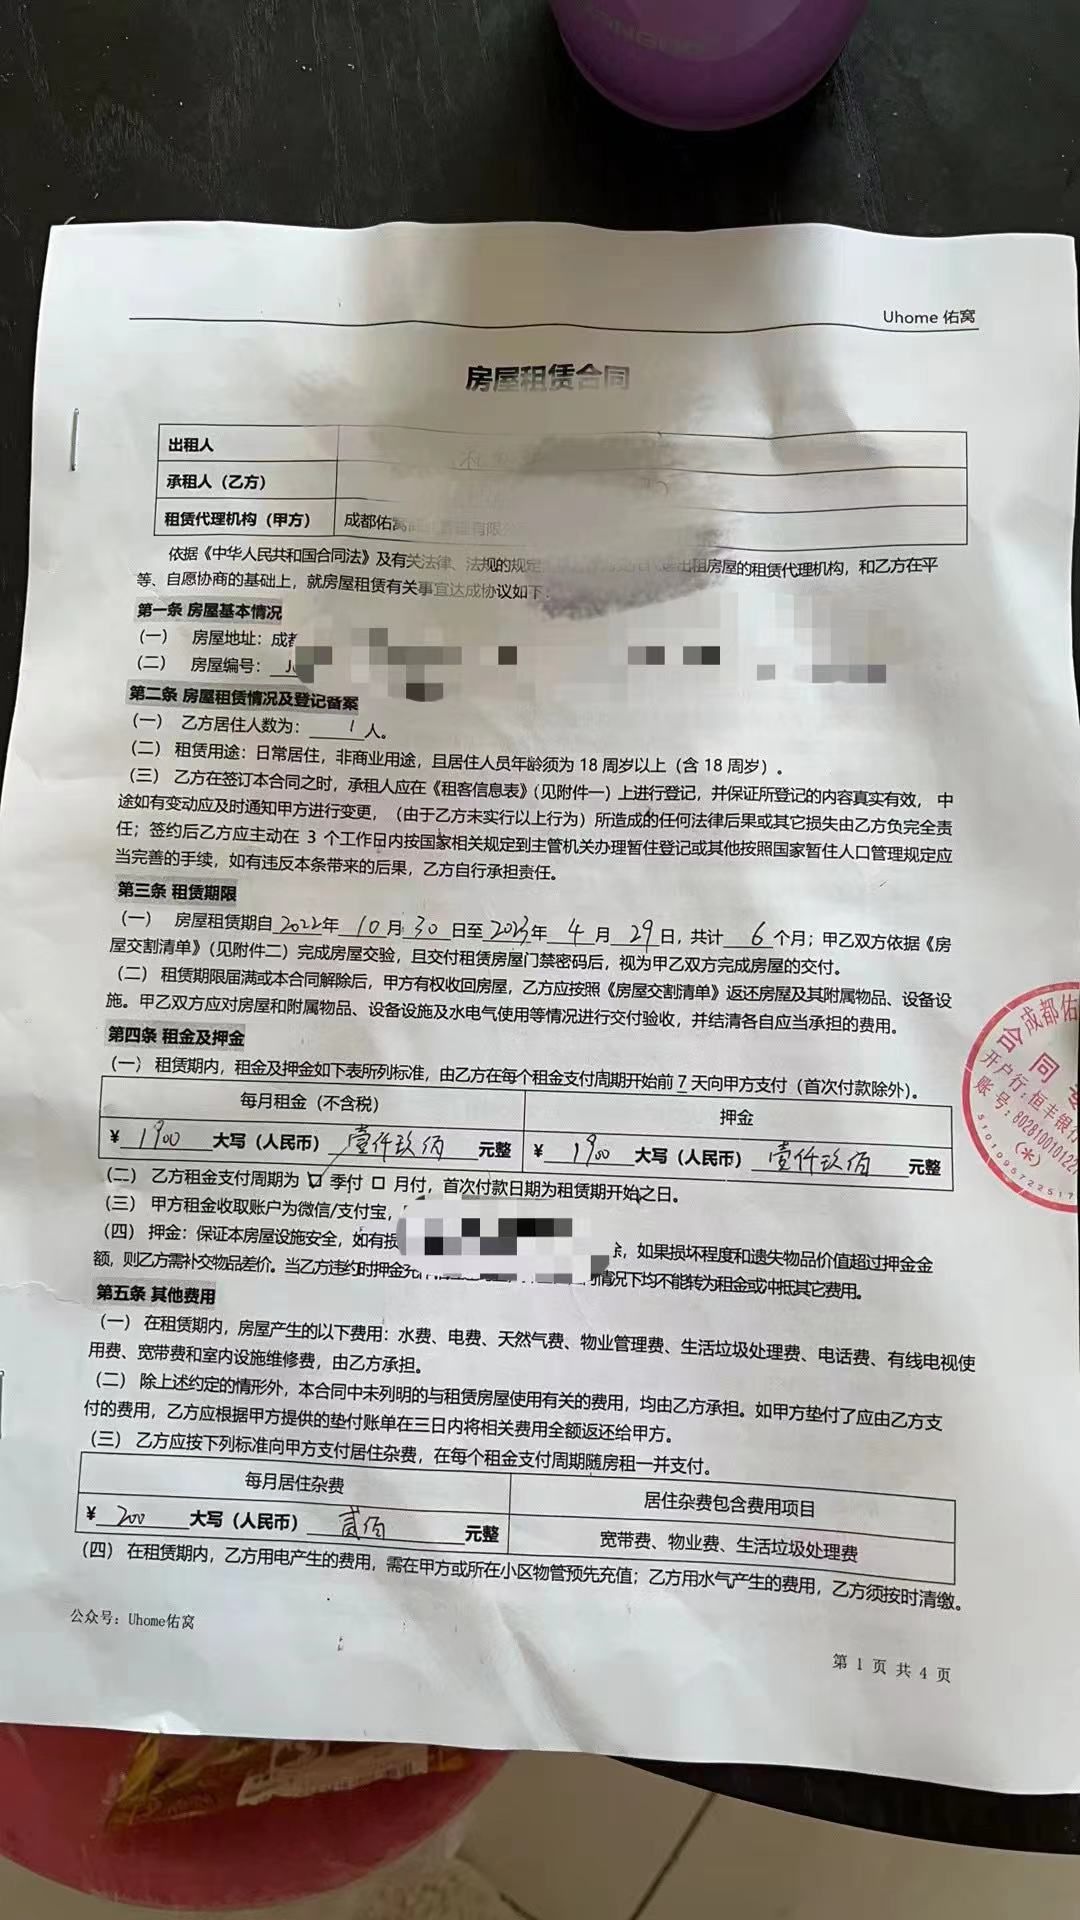 Uhome 佑窝
房屋租赁合同
出租人
承租人（乙方）
租赁代理机构（甲方） 成都佑窝
依据《中华人民共和国合同法》及有关法律、法规的规定 出租房屋的租赁代理机构，和乙方在平
等、自愿协商的基础上，就房屋租赁有关事宜达成协议如下：
第一条 房屋基本情况
（一） 房屋地址：成都
（二） 房屋编号：
第二条 房屋租赁情况及登记备案
（一） 乙方居住人数为： 1 人。
（二） 租赁用途：日常居住，非商业用途，且居住人员年龄须为 18 周岁以上（含 18 周岁）。
（三） 乙方在签订本合同之时，承租人应在《租客信息表》（见附件一）上进行登记，并保证所登记的内容真实有效， 中
途如有变动应及时通知甲方进行变更，（由于乙方未实行以上行为）所造成的任何法律后果或其它损失由乙方负完全责
任；签约后乙方应主动在 3 个工作日内按国家相关规定到主管机关办理暂住登记或其他按照国家暂住人口管理规定应
当完善的手续，如有违反本条带来的后果，乙方自行承担责任。
第三条 租赁期限
（一） 房屋租赁期自 2022年 10 月 30 日至 2023年 4 月 29 日，共计 6 个月；甲乙双方依据《房
屋交割清单》（见附件二）完成房屋交验，且交付租赁房屋门禁密码后，视为甲乙双方完成房屋的交付。
（二） 租赁期限届满或本合同解除后，甲方有权收回房屋，乙方应按照《房屋交割清单》返还房屋及其附属物品、设备设
施。甲乙双方应对房屋和附属物品、设备设施及水电气使用等情况进行交付验收，并结清各自应当承担的费用。
第四条 租金及押金
（一） 租赁期内，租金及押金如下表所列标准，由乙方在每个租金支付周期开始前 7 天向甲方支付（首次付款除外）。
每月租金（不含税） 押金
¥ 1900 大写（人民币） 壹仟玖佰 元整 ¥ 1900 大写（人民币） 壹仟玖佰 元整
（二） 乙方租金支付周期为 口 季付 口 月付，首次付款日期为租赁期开始之日。
（三） 甲方租金收取账户为微信/支付宝，
（四） 押金：保证本房屋设施安全，如有损 除，如果损坏程度和遗失物品价值超过押金金
额，则乙方需补交物品差价。当乙方违约时押金 情况下均不能转为租金或冲抵其它费用。
第五条 其他费用
（一） 在租赁期内，房屋产生的以下费用：水费、电费、天然气费、物业管理费、生活垃圾处理费、电话费、有线电视使
用费、宽带费和室内设施维修费，由乙方承担。
（二） 除上述约定的情形外，本合同中未列明的与租赁房屋使用有关的费用，均由乙方承担。如甲方垫付了应由乙方支
付的费用，乙方应根据甲方提供的垫付账单在三日内将相关费用全额返还给甲方。
（三） 乙方应按下列标准向甲方支付居住杂费，在每个租金支付周期随房租一并支付。
每月居住杂费 居住杂费包含费用项目
¥ 200 大写（人民币） 贰佰 元整 宽带费、物业费、生活垃圾处理费
（四） 在租赁期内，乙方用电产生的费用，需在甲方或所在小区物管预先充值；乙方用水气产生的费用，乙方须按时清缴。
公众号：Uhome佑窝
第 1 页 共 4 页
成都佑
合同
开户行：恒丰银行
账号：802810010122
(*)
5101095722517